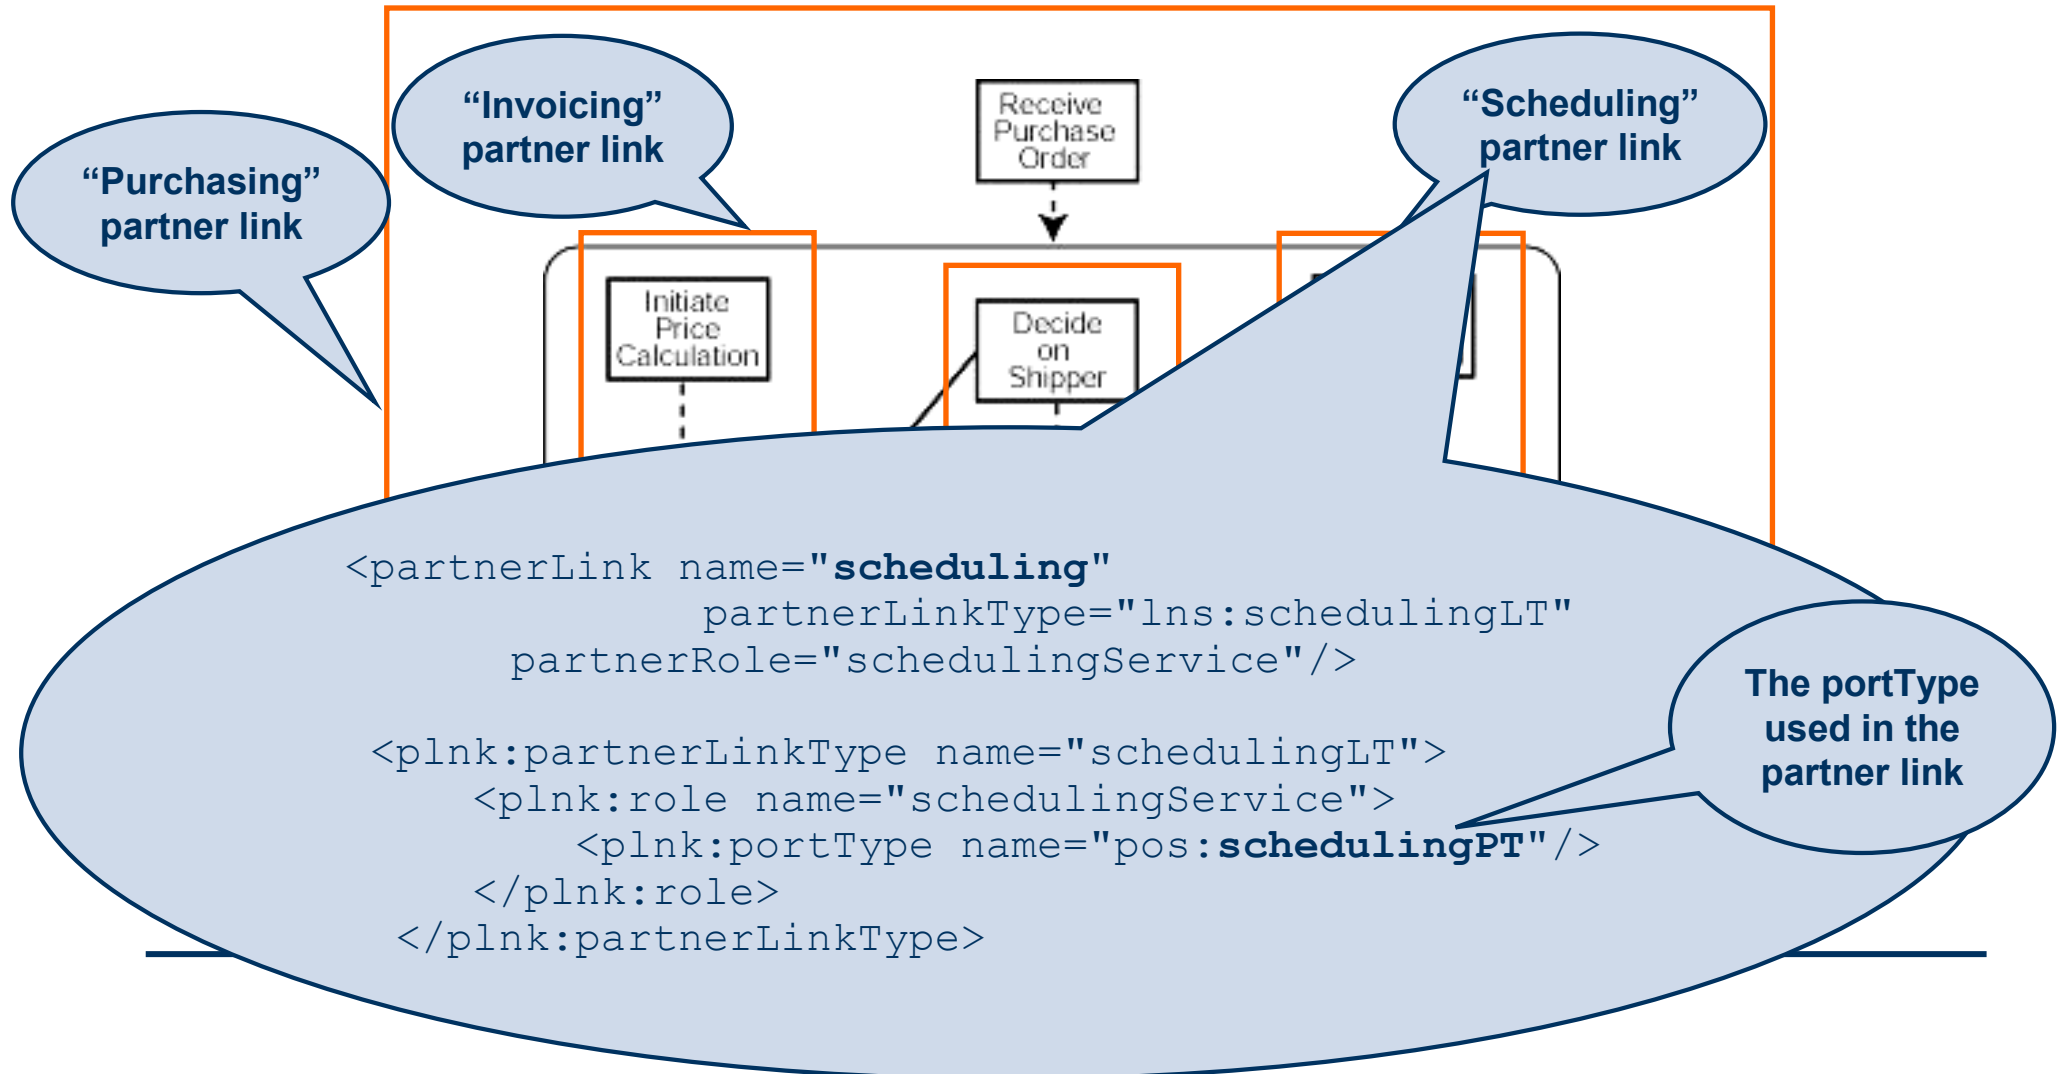 “Purchasing”
partner link
“Invoicing”
partner link
Receive
Purchase
Order
“Scheduling”
partner link
Initiate
Price
Calculation
Decide
on
Shipper
<partnerLink name="scheduling"
partnerLinkType="lns:schedulingLT"
partnerRole="schedulingService"/>
<plnk:partnerLinkType name="schedulingLT">
<plnk:role name="schedulingService">
<plnk:portType name="pos:schedulingPT"/>
</plnk:role>
</plnk:partnerLinkType>
The portType
used in the
partner link